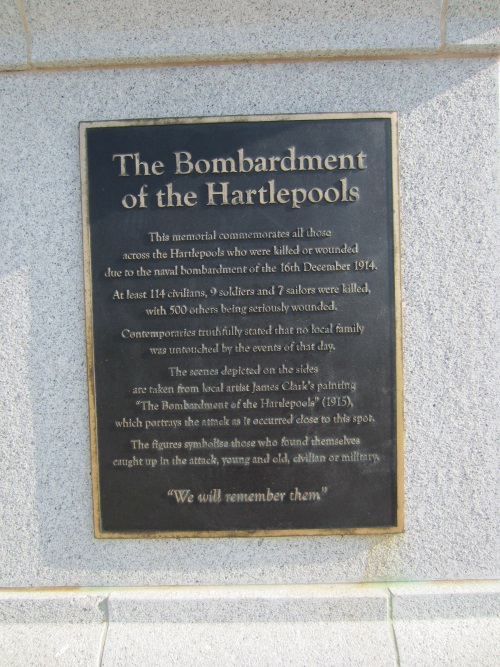 The Bombardment
of the Hartlepools
This memorial commemorates all those
across the Hartlepools who were killed or wounded
due to the naval bombardment of the 16th December 1914.
At least 114 civilians, 9 soldiers and 7 sailors were killed,
with 500 others being seriously wounded.
Contemporaries truthfully stated that no local family
was untouched by the events of that day.
The scenes depicted on the sides
are taken from local artist James Clark's painting
"The Bombardment of the Hartlepools" (1915),
which portrays the attack as it occurred close to this spot.
The figures symbolise those who found themselves
caught up in the attack, young and old, civilian or military.
"We will remember them"